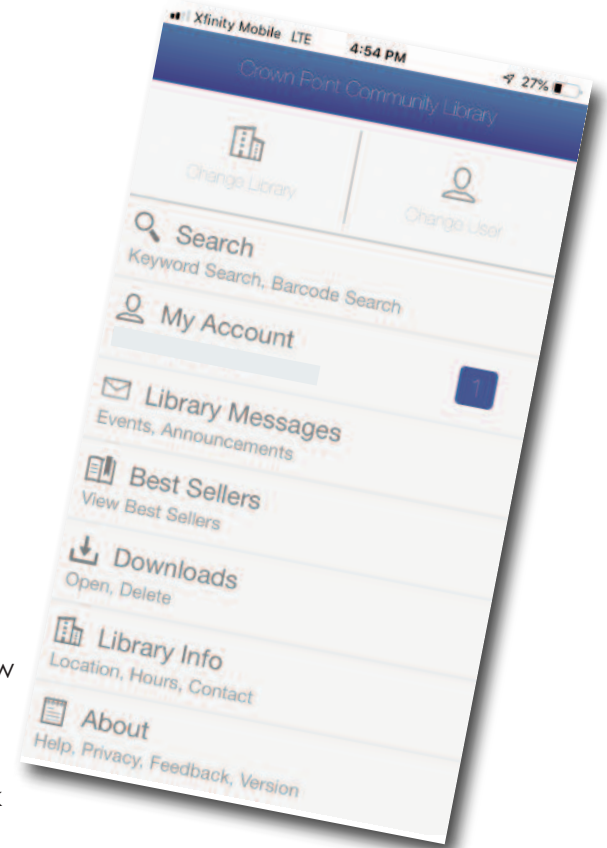 Xfinity Mobile LTE 4:54 PM 27%
Crown Point Community Library
Change Library
Change User
Search
Keyword Search, Barcode Search
My Account
1
Library Messages
Events, Announcements
Best Sellers
View Best Sellers
Downloads
Open, Delete
Library Info
Location, Hours, Contact
About
Help, Privacy, Feedback, Version